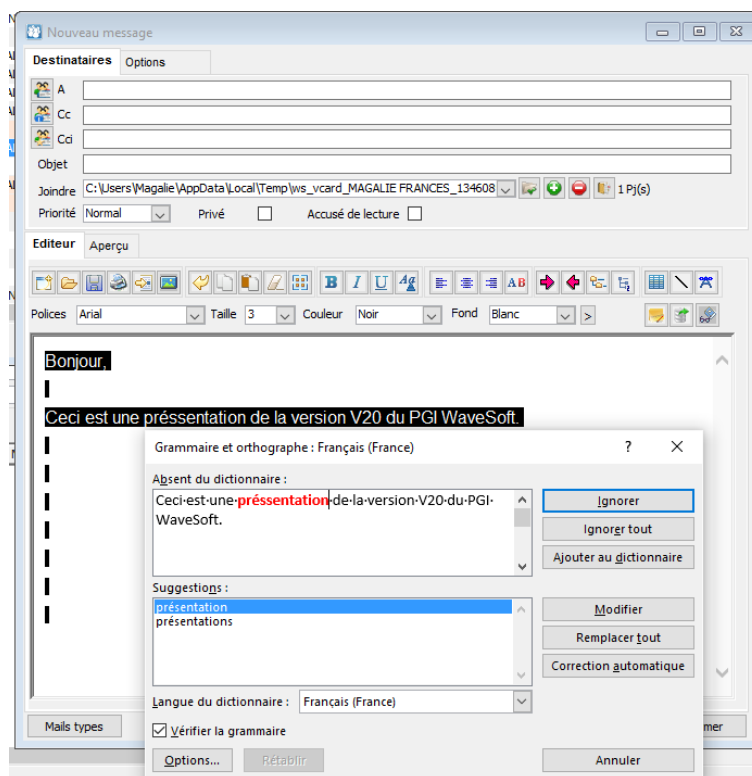 Nouveau message
Destinataires Options
A
Cc
Cci
Objet
Joindre C:\Users\Magalie\AppData\Local\Temp\ws_vcard_MAGALIE FRANCES_134608 1 Pj(s)
Priorité Normal Privé Accusé de lecture
Editeur Aperçu
B I U Ag AB
Polices Arial Taille 3 Couleur Noir Fond Blanc >
Bonjour,
Ceci est une préssentation de la version V20 du PGI WaveSoft.
Grammaire et orthographe : Français (France) ?
Absent du dictionnaire :
Ceci·est·une·préssentation·de·la·version·V20·du·PGI·
WaveSoft.
Ignorer
Ignorer tout
Ajouter au dictionnaire
Suggestions :
présentation
présentations
Modifier
Remplacer tout
Correction automatique
Langue du dictionnaire : Français (France)
Vérifier la grammaire
Mails types
mer
Options... Rétablir Annuler